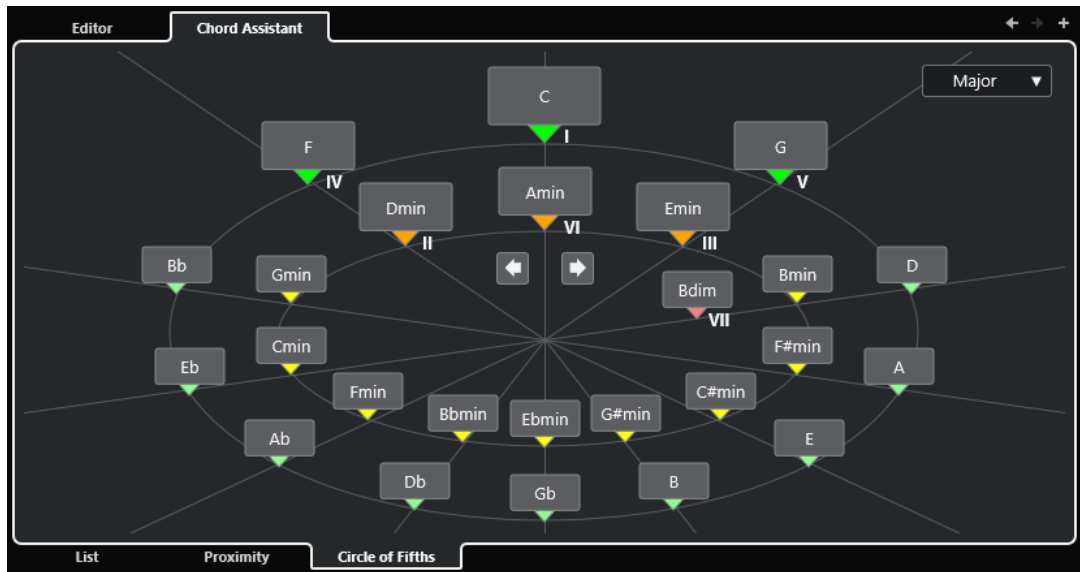 Editor
Chord Assistant
Major
C
I
F
IV
G
V
Amin
VI
Dmin
II
Emin
III
Bb
Gmin
Bmin
D
Bdim
VII
Eb
Cmin
F#min
A
Fmin
C#min
Bbmin
Ebmin
G#min
Ab
E
Db
Gb
B
List
Proximity
Circle of Fifths